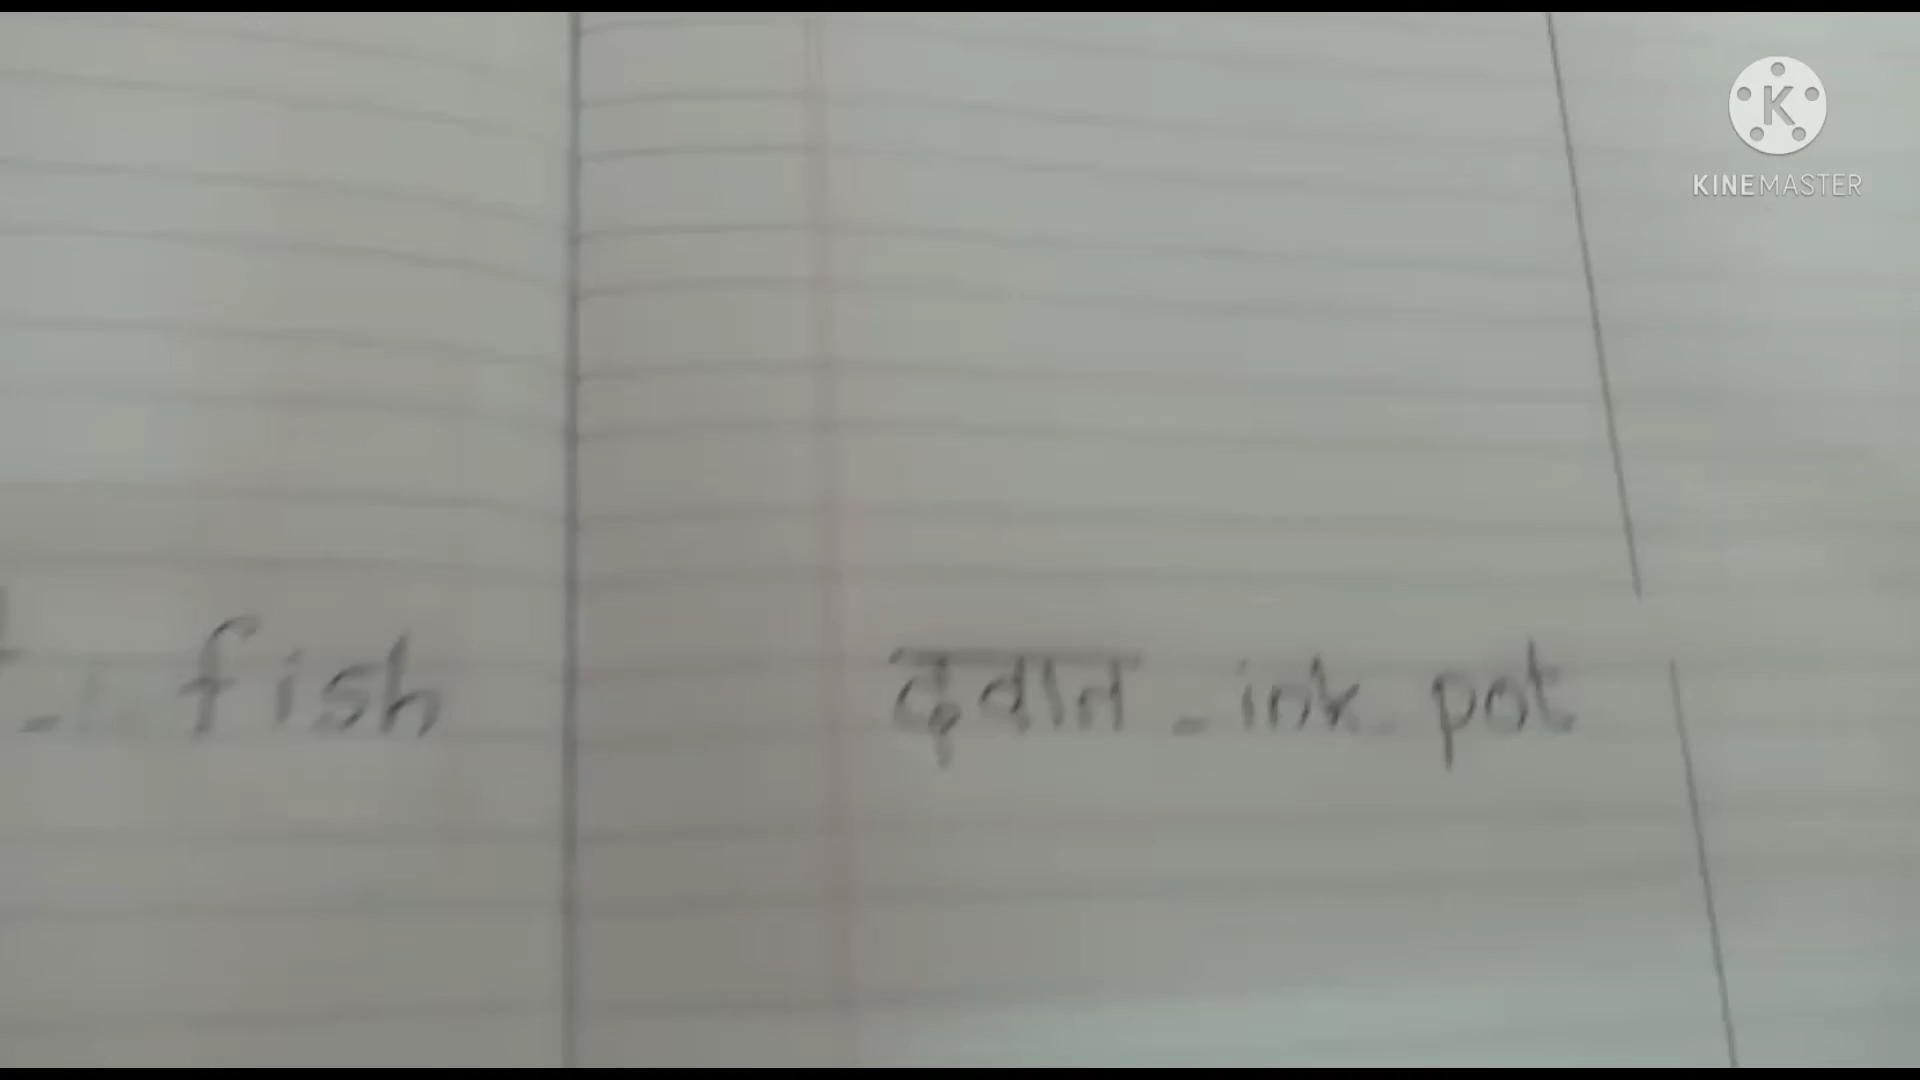 fish
दवात - ink pot
KINEMASTER